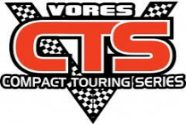 VORES
CTS
COMPACT TOURING SERIES